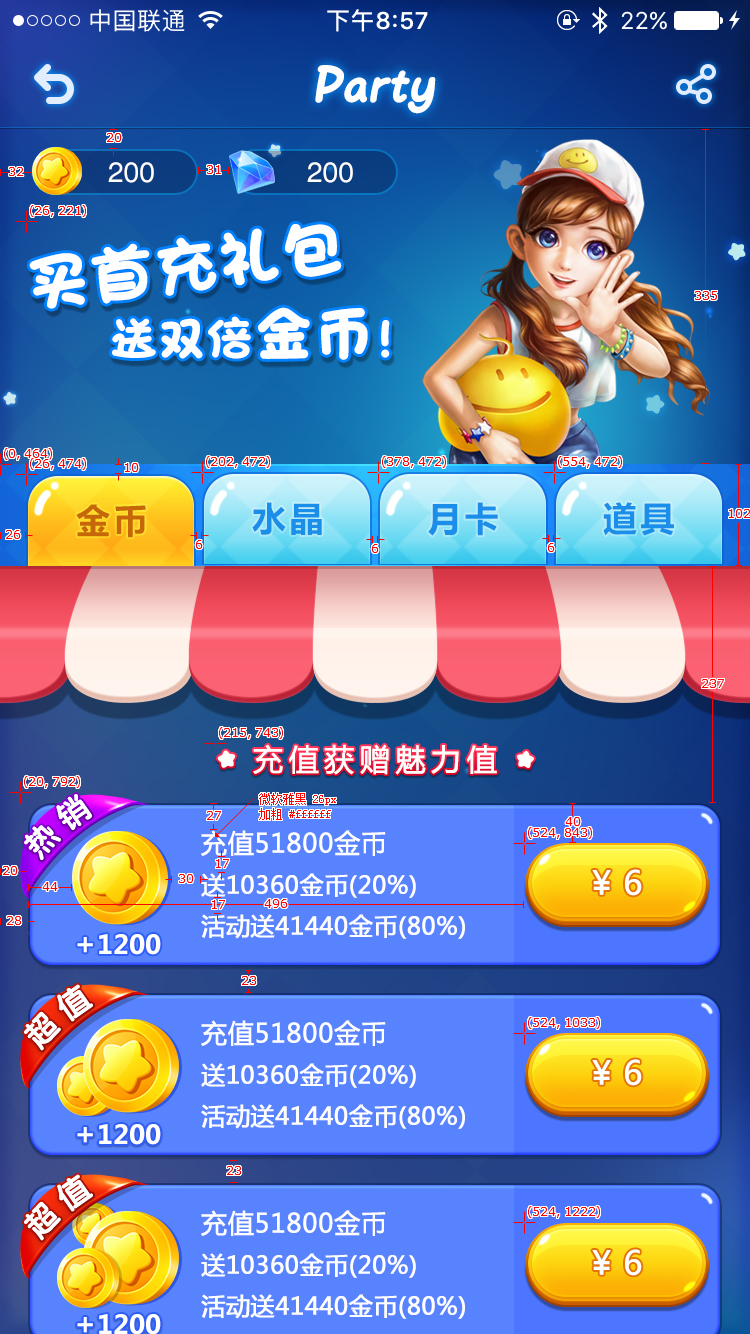 中国联通 下午8:57 22%
Party
20
32 200 31 200
(26, 221)
买首充礼包
335
送双倍金币!
(0, 464)
(26, 474) 10 (202, 472) (378, 472) (554, 472)
金币 水晶 月卡 道具
102
26 6 6 6
237
(215, 743)
充值获赠魅力值
(20, 792)
热销
微软雅黑 26px
加粗 #ffffff
27 40
(524, 843)
充值51800金币
17
20 44 30 送10360金币(20%) ¥ 6
17 496
28 活动送41440金币(80%)
+1200
23
超值
(524, 1033)
充值51800金币
送10360金币(20%) ¥ 6
活动送41440金币(80%)
+1200
23
超值
(524, 1222)
充值51800金币
送10360金币(20%) ¥ 6
活动送41440金币(80%)
+1200